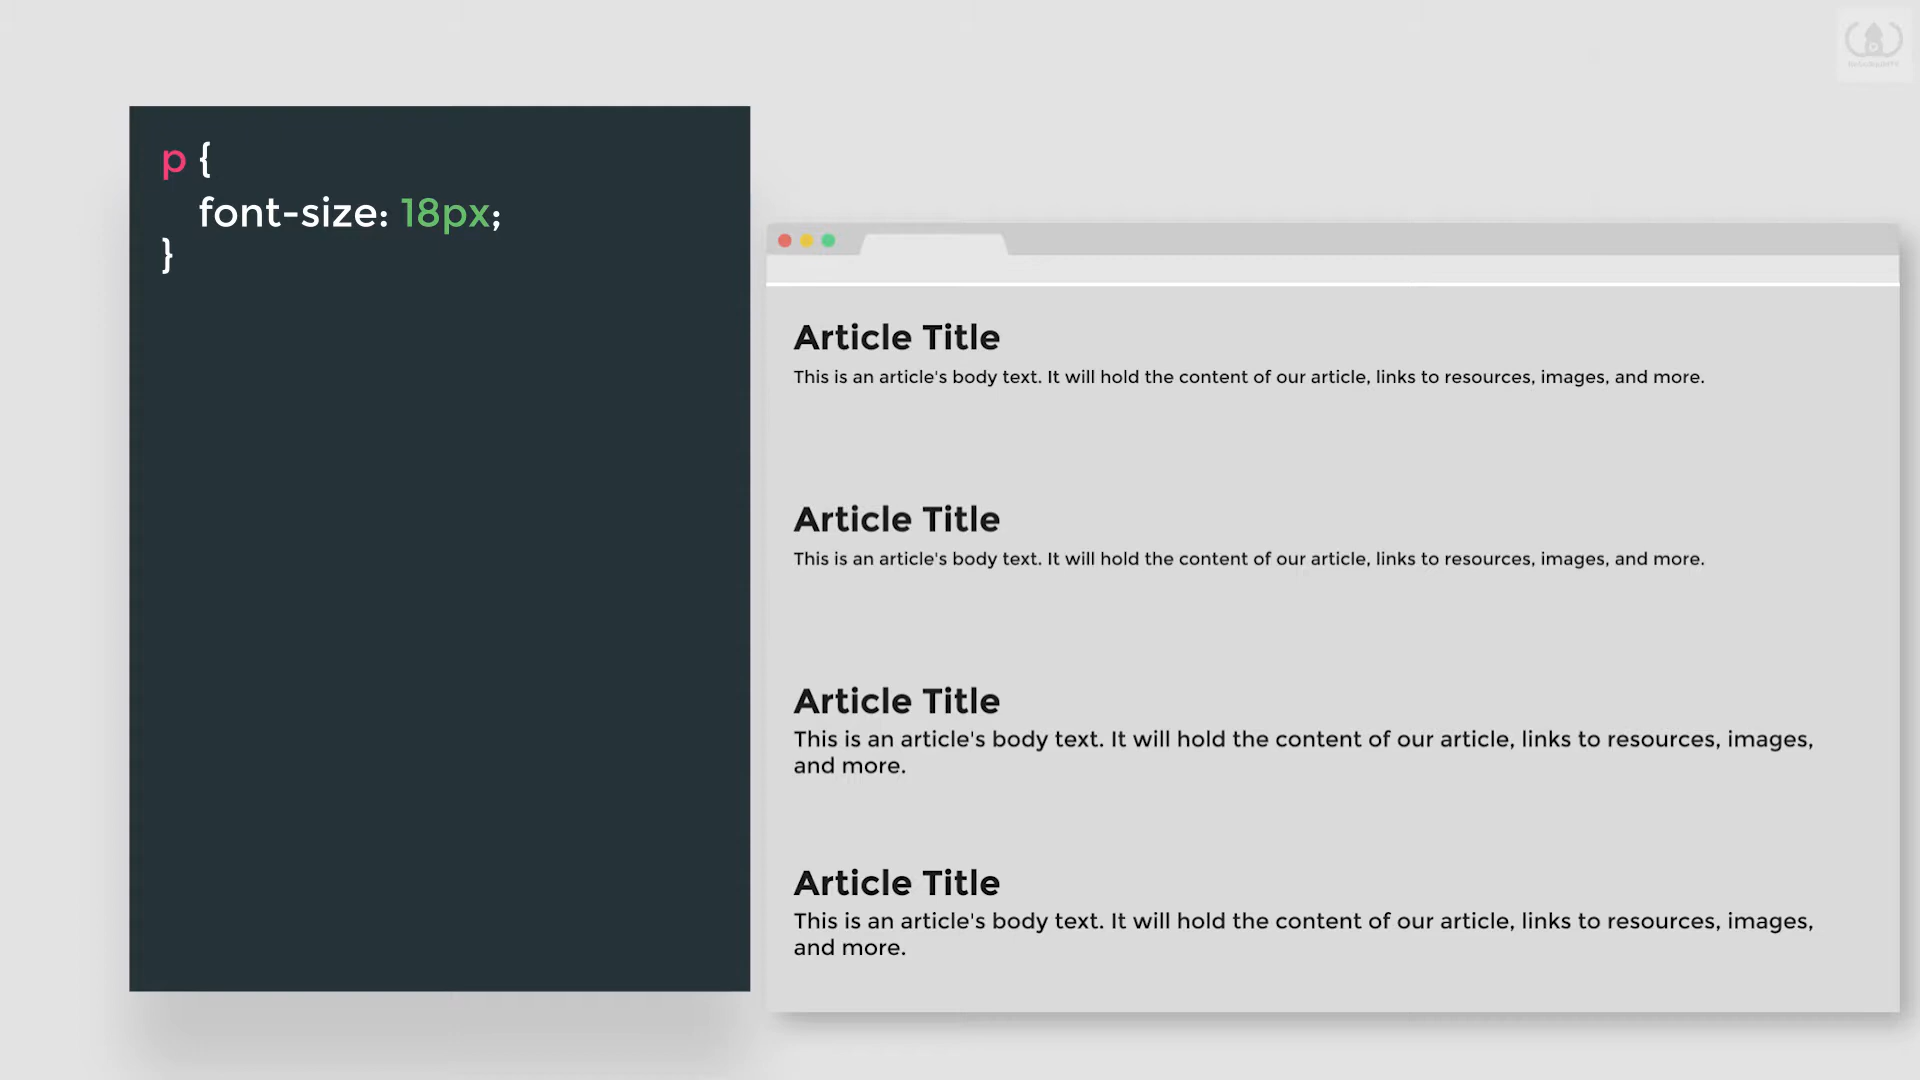 p {
font-size: 18px;
}
Article Title
This is an article's body text. It will hold the content of our article, links to resources, images, and more.
Article Title
This is an article's body text. It will hold the content of our article, links to resources, images, and more.
Article Title
This is an article's body text. It will hold the content of our article, links to resources, images,
and more.
Article Title
This is an article's body text. It will hold the content of our article, links to resources, images,
and more.